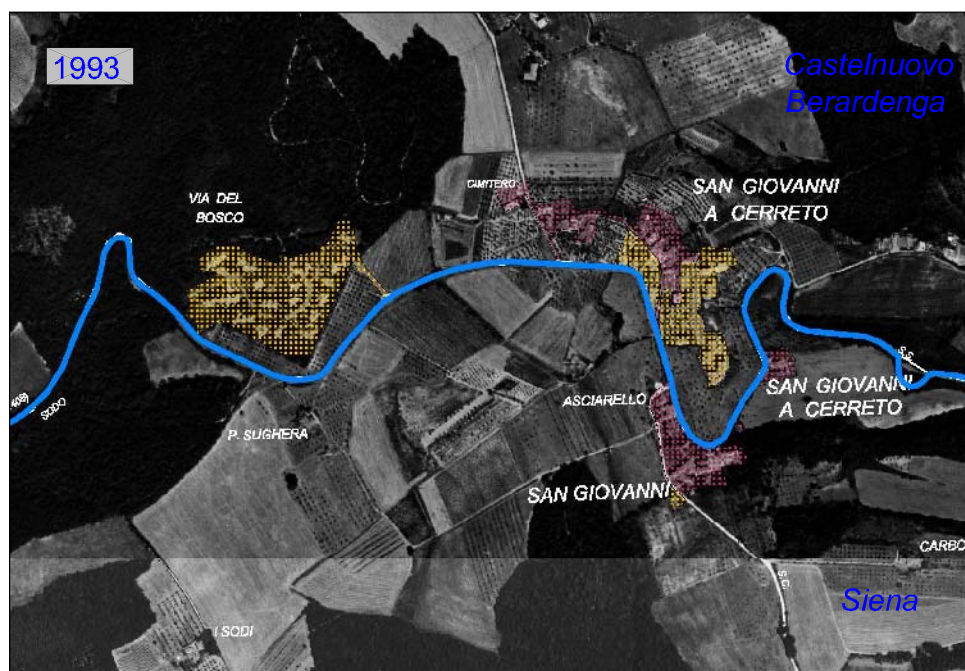 1993
Castelnuovo
Berardenga
CIMITERO
SAN GIOVANNI
A CERRETO
VIA DEL
BOSCO
S.S.
SAN GIOVANNI
A CERRETO
ASCIARELLO
SODO
P. SUGHERA
SAN GIOVANNI
CARBO
S.C.
Siena
I SODI